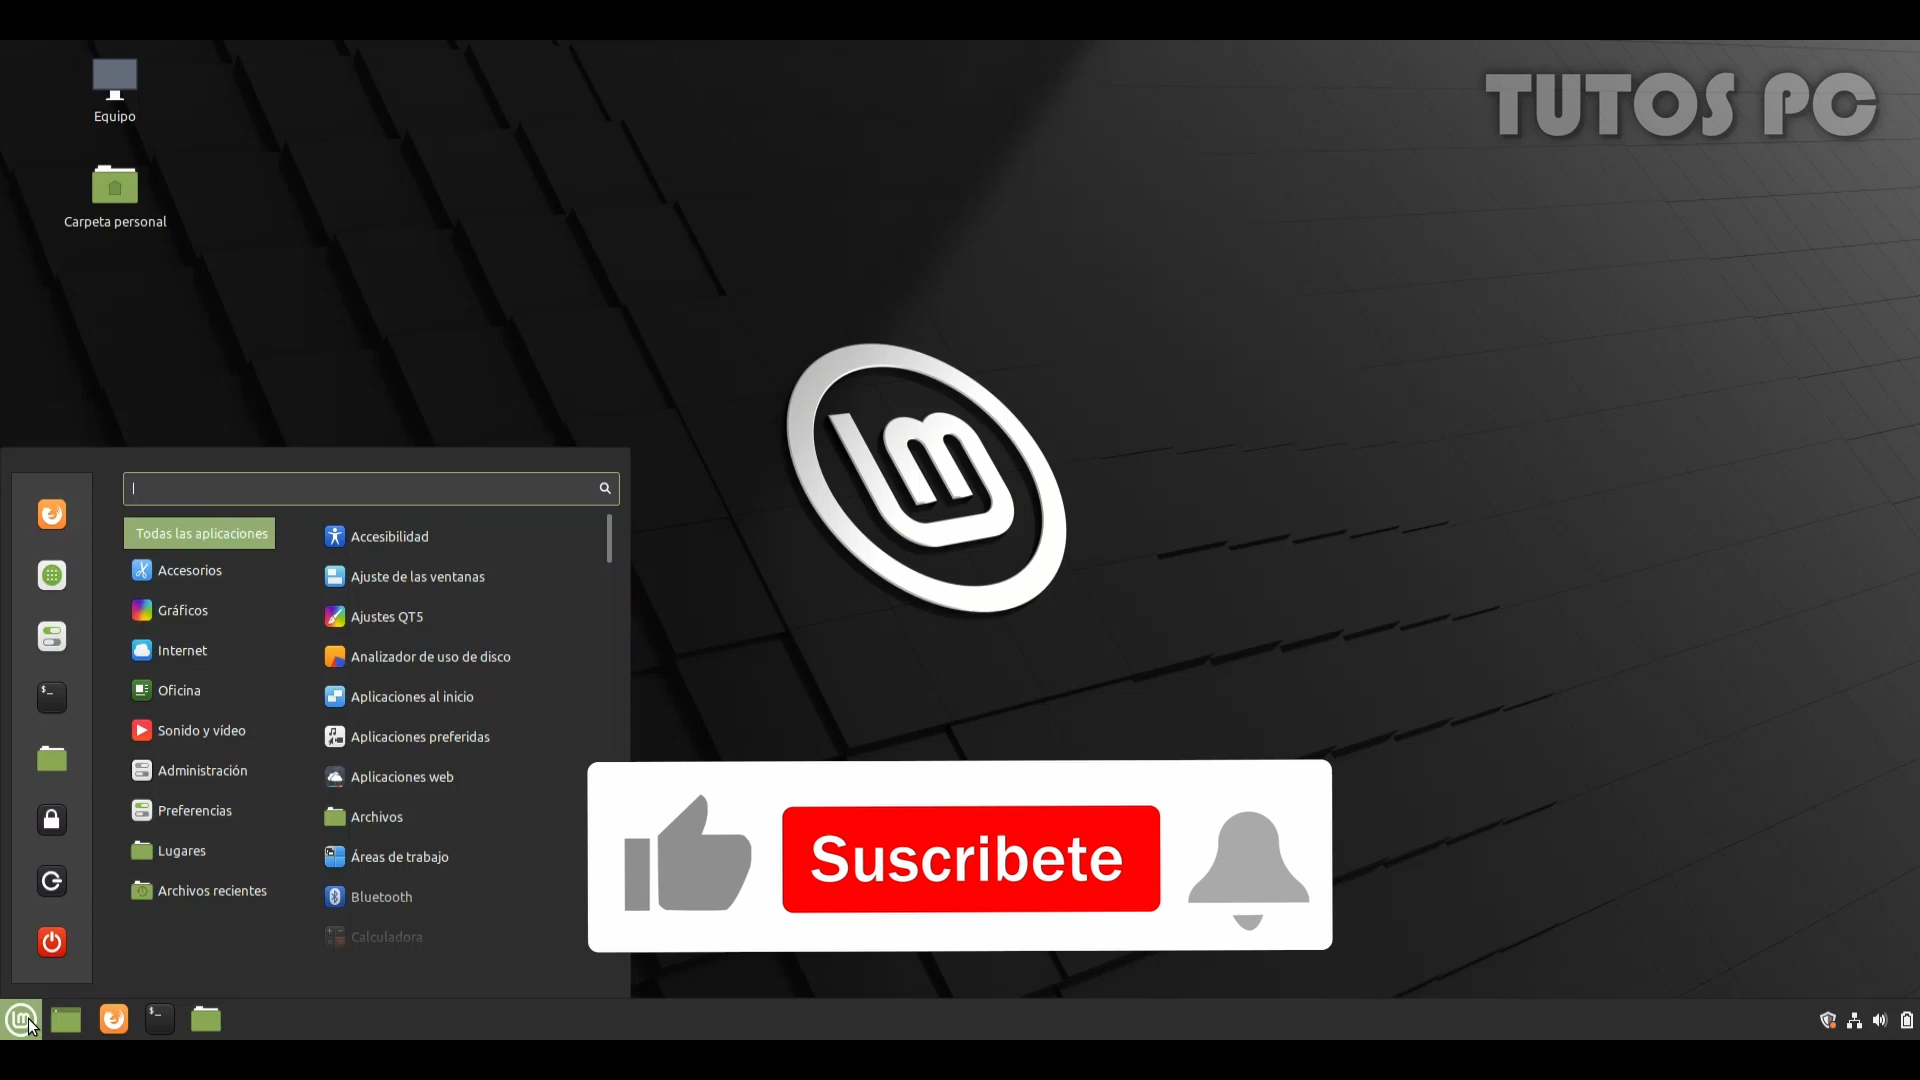 TUTOS PC
Equipo
Carpeta personal
Todas las aplicaciones
Accesorios
Gráficos
Internet
Oficina
Sonido y vídeo
Administración
Preferencias
Lugares
Archivos recientes
Accesibilidad
Ajuste de las ventanas
Ajustes QT5
Analizador de uso de disco
Aplicaciones al inicio
Aplicaciones preferidas
Aplicaciones web
Archivos
Áreas de trabajo
Bluetooth
Calculadora
Suscribete